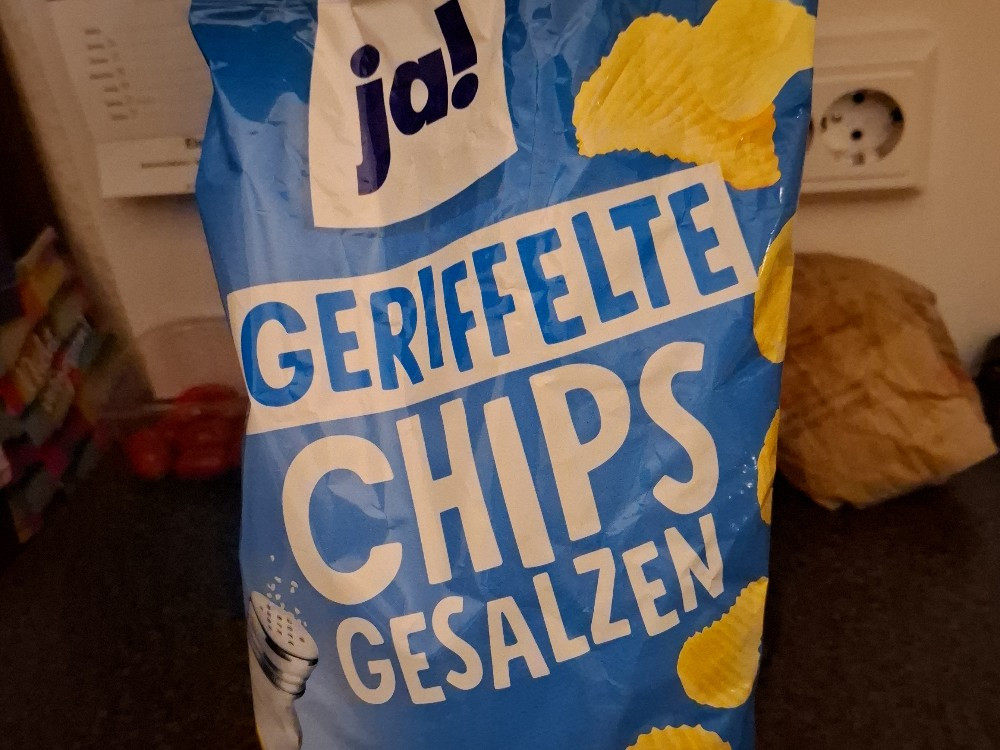 ja!
GERIFFELTE
CHIPS
GESALZEN